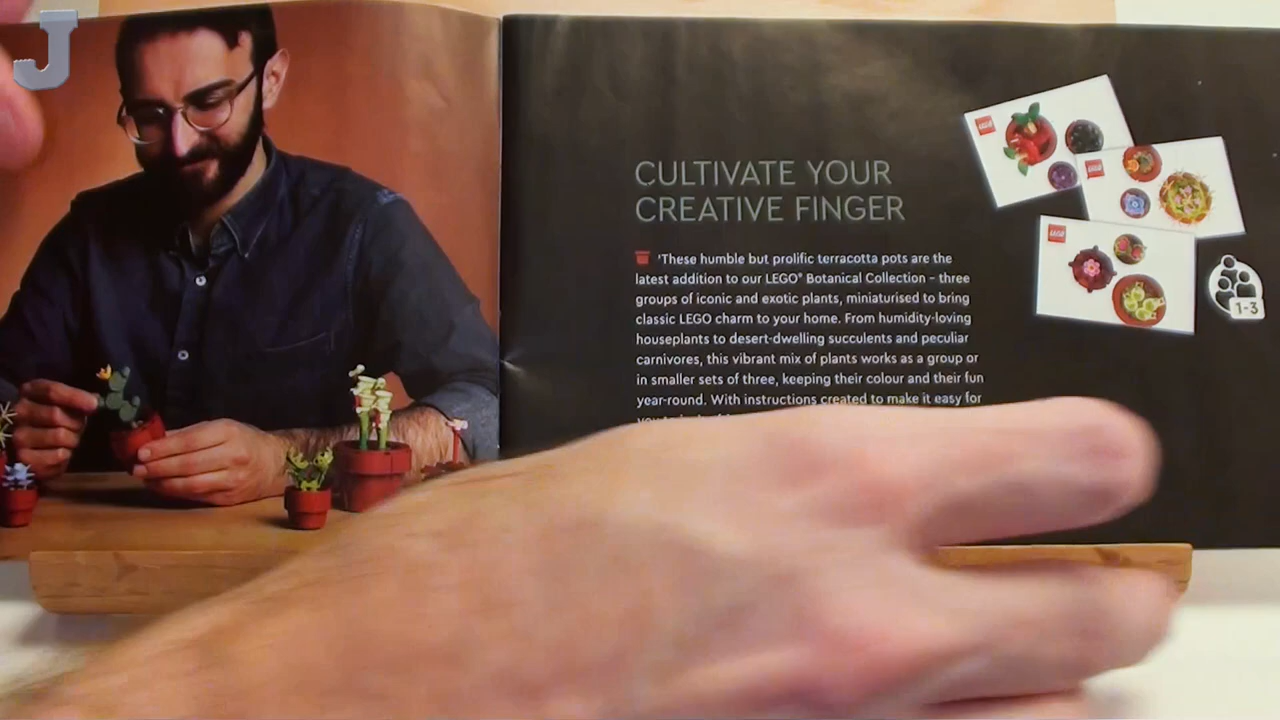 J
CULTIVATE YOUR
CREATIVE FINGER
'These humble but prolific terracotta pots are the
latest addition to our LEGO® Botanical Collection – three
groups of iconic and exotic plants, miniaturised to bring
classic LEGO charm to your home. From humidity-loving
houseplants to desert-dwelling succulents and peculiar
carnivores, this vibrant mix of plants works as a group or
in smaller sets of three, keeping their colour and their fun
year-round. With instructions created to make it easy for
LEGO
LEGO
LEGO
1-3